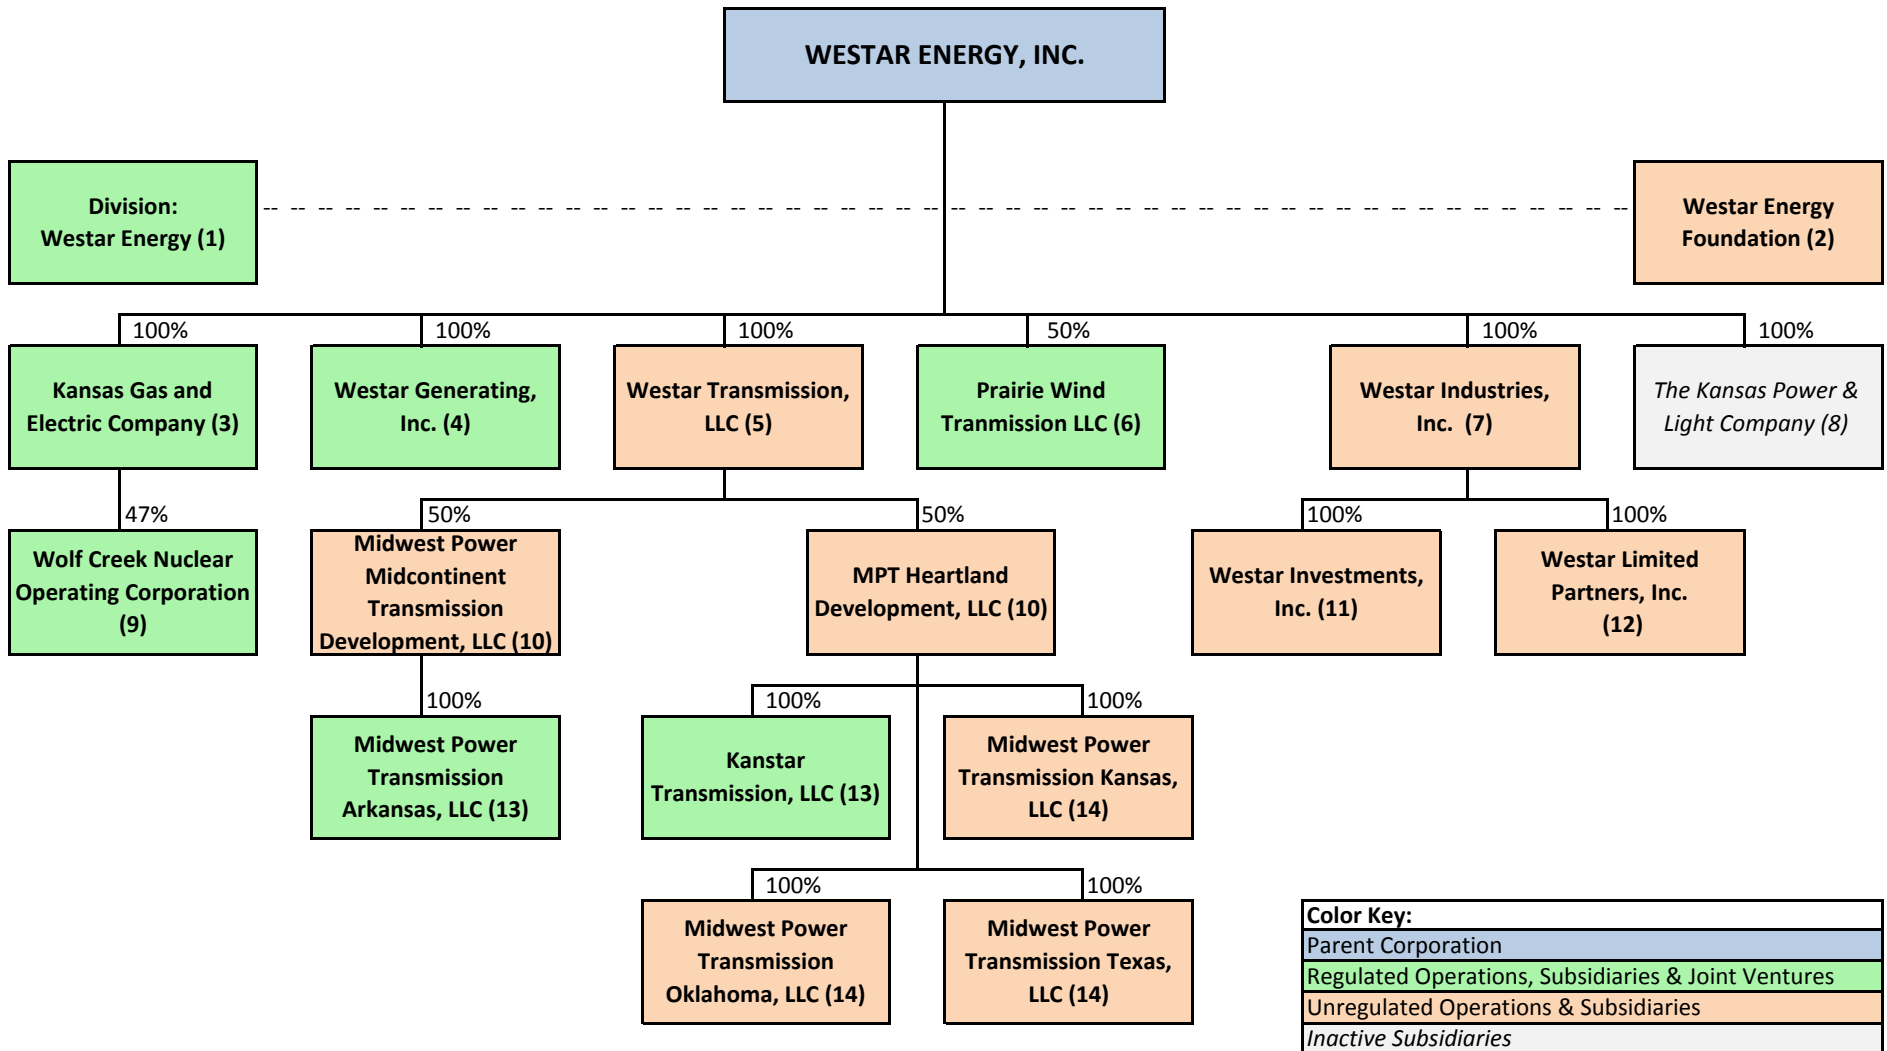 WESTAR ENERGY, INC.
Division:
Westar Energy (1)
Westar Energy
Foundation (2)
100%
100%
100%
50%
100%
100%
Kansas Gas and
Electric Company (3)
Westar Generating,
Inc. (4)
Westar Transmission,
LLC (5)
Prairie Wind
Tranmission LLC (6)
Westar Industries,
Inc. (7)
The Kansas Power &
Light Company (8)
47%
50%
50%
100%
100%
Wolf Creek Nuclear
Operating Corporation
(9)
Midwest Power
Midcontinent
Transmission
Development, LLC (10)
MPT Heartland
Development, LLC (10)
Westar Investments,
Inc. (11)
Westar Limited
Partners, Inc.
(12)
100%
100%
100%
Midwest Power
Transmission
Arkansas, LLC (13)
Kanstar
Transmission, LLC (13)
Midwest Power
Transmission Kansas,
LLC (14)
100%
100%
Midwest Power
Transmission
Oklahoma, LLC (14)
Midwest Power
Transmission Texas,
LLC (14)
Color Key:
Parent Corporation
Regulated Operations, Subsidiaries & Joint Ventures
Unregulated Operations & Subsidiaries
Inactive Subsidiaries